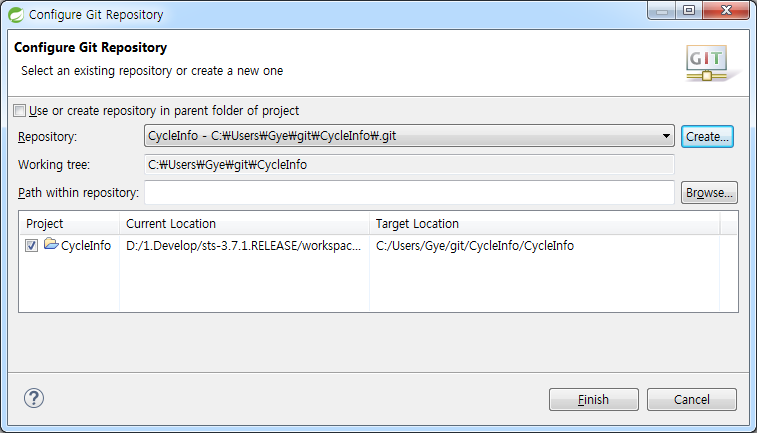 Configure Git Repository
Configure Git Repository
Select an existing repository or create a new one
GIT
Use or create repository in parent folder of project
Repository: CycleInfo - C:₩Users₩Gye₩git₩CycleInfo₩.git Create...
Working tree: C:₩Users₩Gye₩git₩CycleInfo
Path within repository: Browse...
Project Current Location Target Location
CycleInfo D:/1.Develop/sts-3.7.1.RELEASE/workspac... C:/Users/Gye/git/CycleInfo/CycleInfo
? Finish Cancel